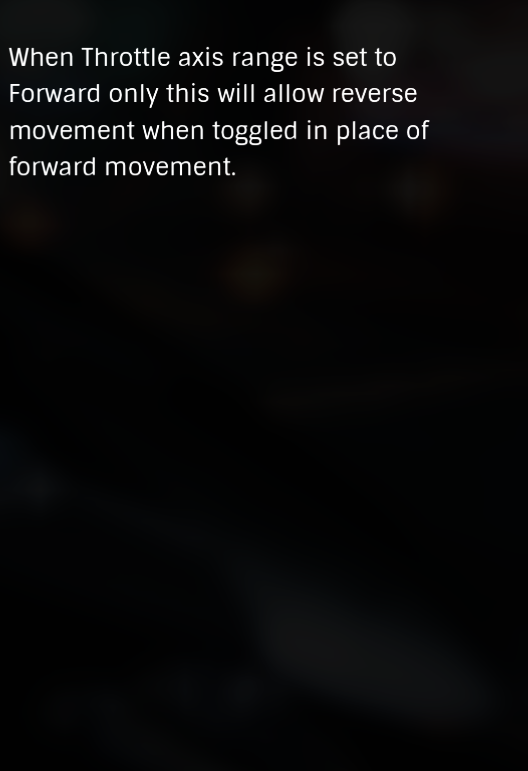 When Throttle axis range is set to
Forward only this will allow reverse
movement when toggled in place of
forward movement.